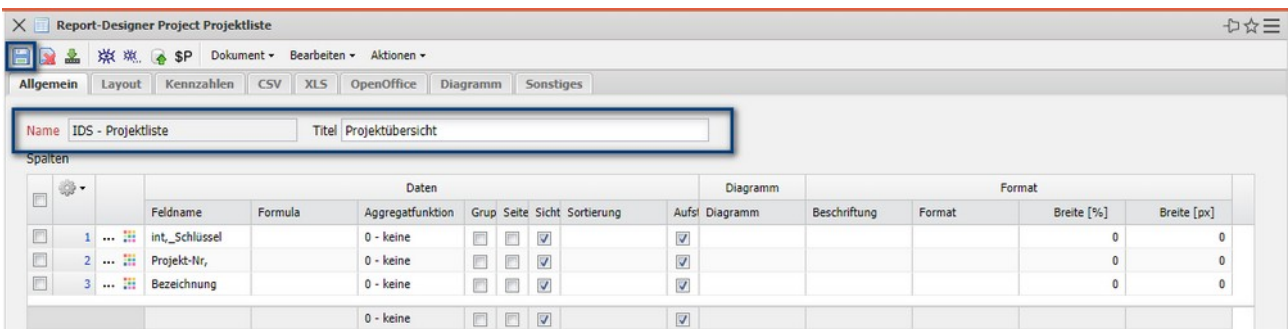 Report-Designer Project Projektliste
$P Dokument Bearbeiten Aktionen
Allgemein Layout Kennzahlen CSV XLS OpenOffice Diagramm Sonstiges
Name IDS - Projektliste Titel Projektübersicht
Spalten
Daten Diagramm Format
Feldname Formula Aggregatfunktion Grup Seite Sicht Sortierung Aufst Diagramm Beschriftung Format Breite [%] Breite [px]
1 ... int,_Schlüssel 0 - keine 0 0
2 ... Projekt-Nr, 0 - keine 0 0
3 ... Bezeichnung 0 - keine 0 0
0 - keine